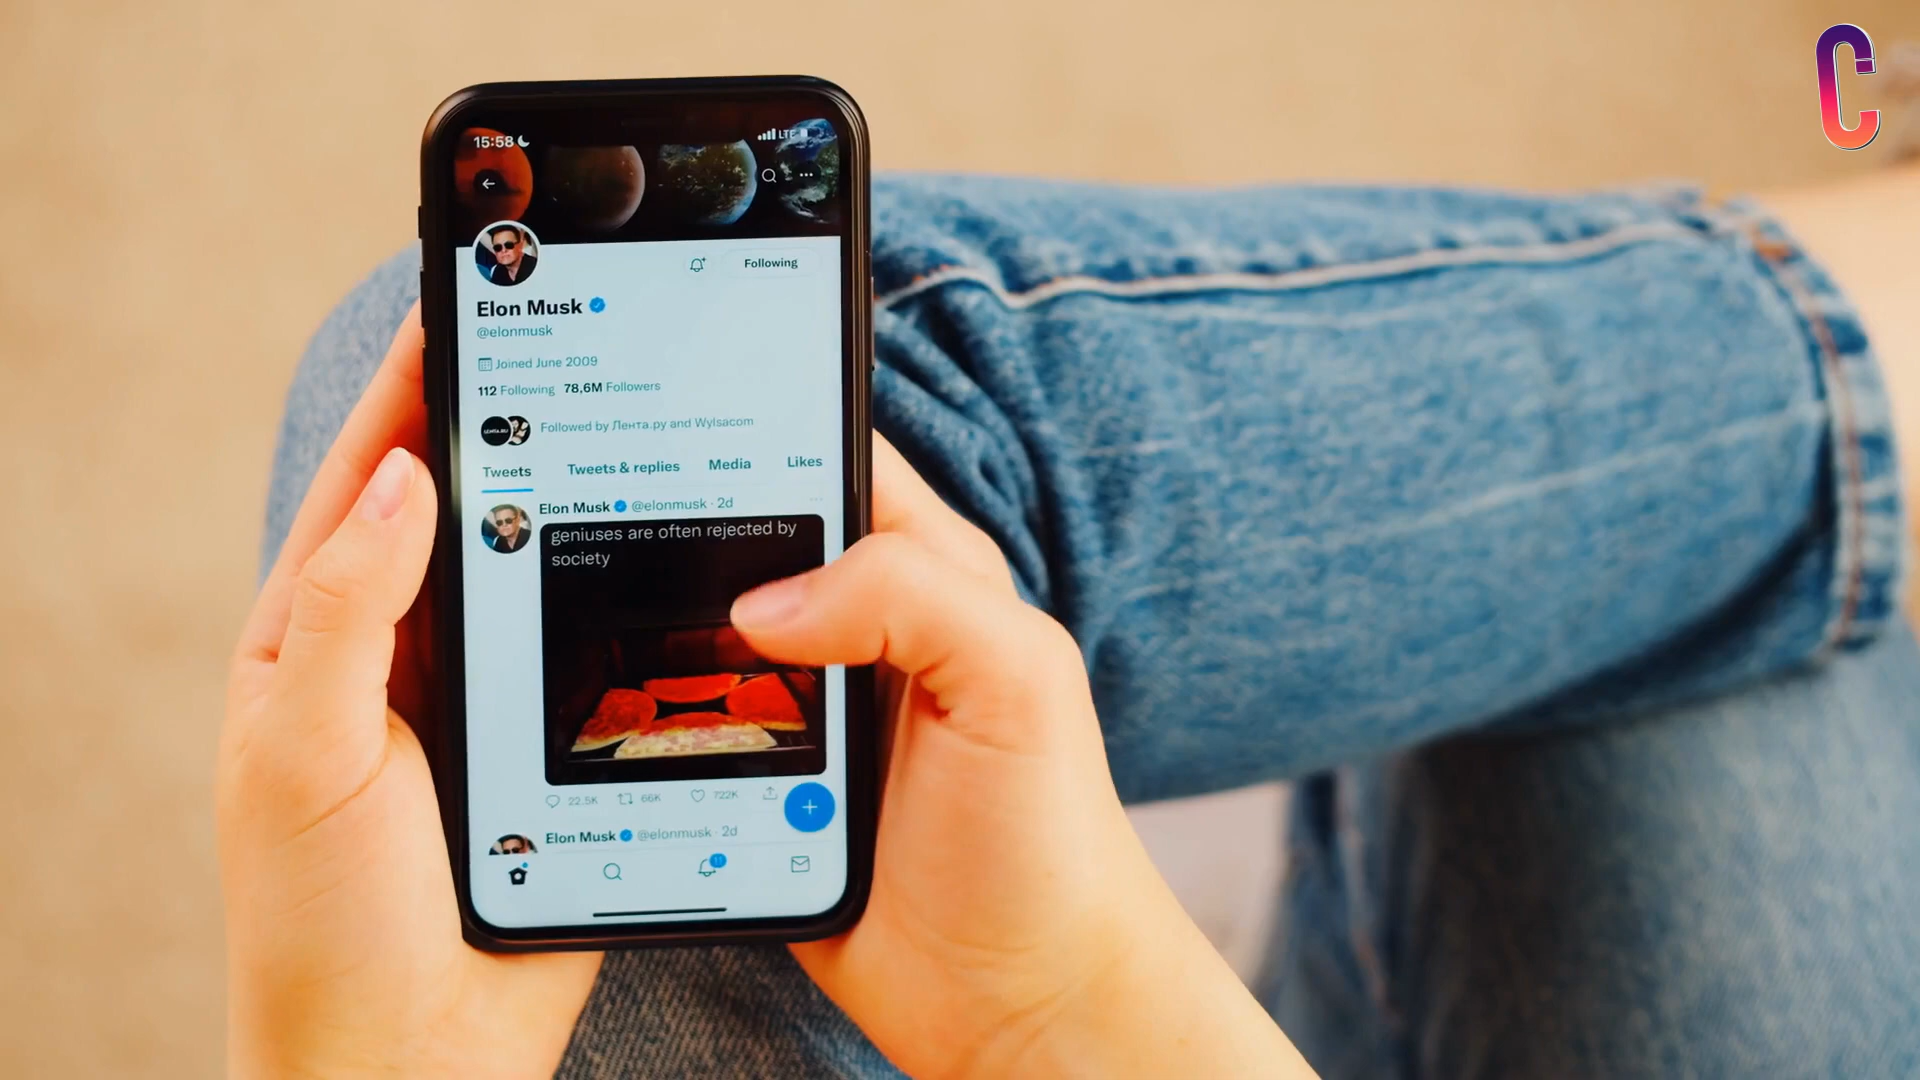 15:58
LTE
Following
Elon Musk
@elonmusk
Joined June 2009
112 Following 78,6M Followers
Followed by Лента.ру and Wylsacom
Tweets Tweets & replies Media Likes
Elon Musk @elonmusk · 2d
geniuses are often rejected by
society
22.5K 66K 722K
Elon Musk @elonmusk · 2d
11
C